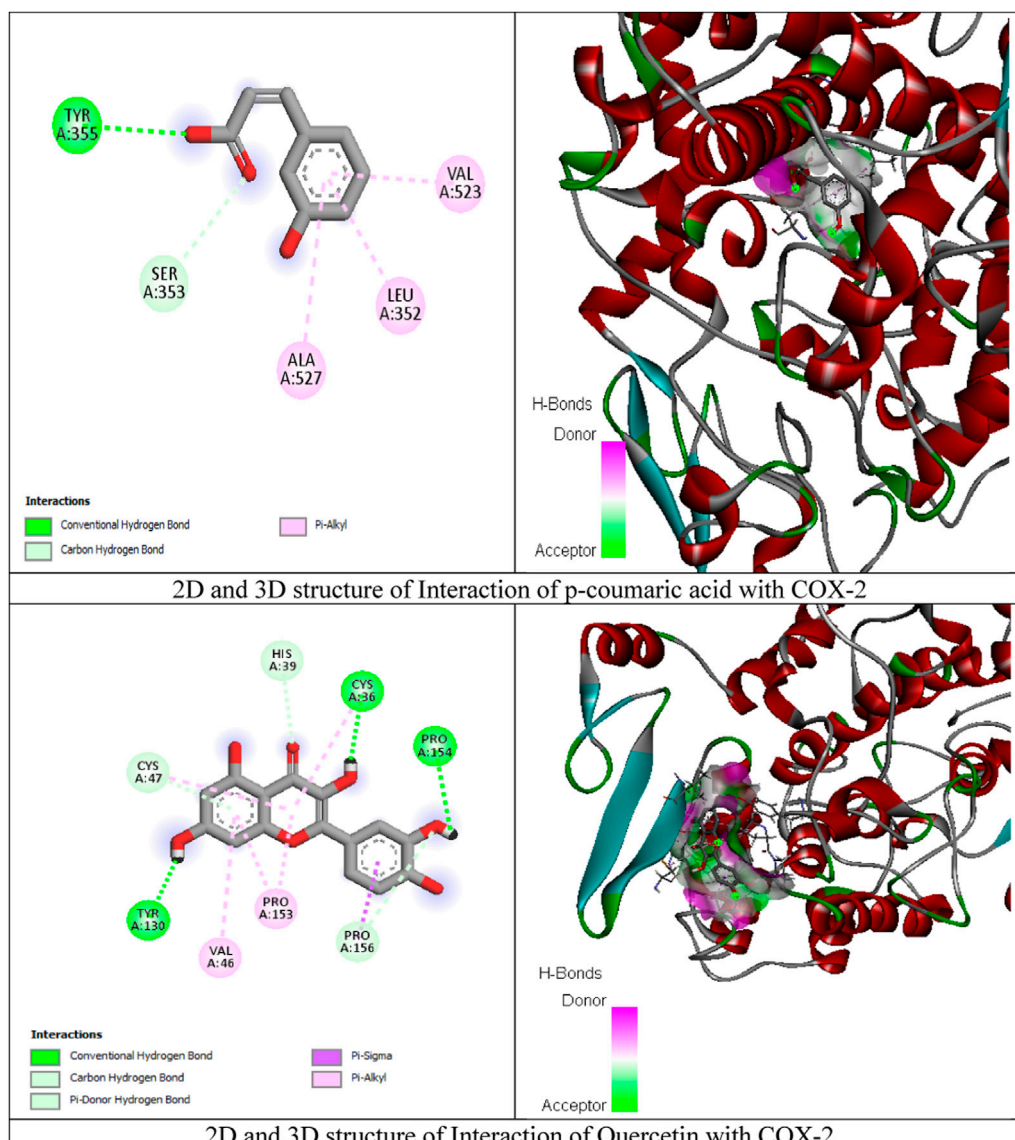 TYR
A:355
VAL
A:523
SER
A:353
LEU
A:352
ALA
A:527
Interactions
Conventional Hydrogen Bond
Carbon Hydrogen Bond
Pi-Alkyl
H-Bonds
Donor
Acceptor
2D and 3D structure of Interaction of p-coumaric acid with COX-2
HIS
A:39
CYS
A:36
PRO
A:154
CYS
A:47
TYR
A:130
VAL
A:46
PRO
A:153
PRO
A:156
Interactions
Conventional Hydrogen Bond
Carbon Hydrogen Bond
Pi-Donor Hydrogen Bond
Pi-Sigma
Pi-Alkyl
H-Bonds
Donor
Acceptor
2D and 3D structure of Interaction of Quercetin with COX-2